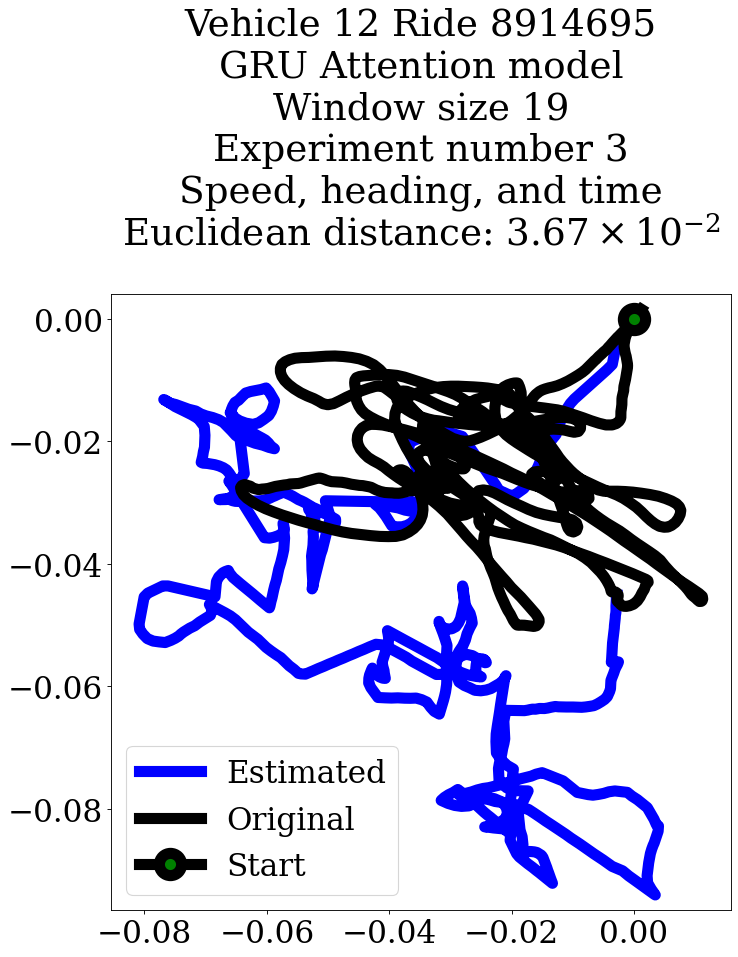 Vehicle 12 Ride 8914695
GRU Attention model
Window size 19
Experiment number 3
Speed, heading, and time
Euclidean distance: 3.67 × 10⁻²
0.00
−0.02
−0.04
−0.06
−0.08
Estimated
Original
Start
−0.08 −0.06 −0.04 −0.02 0.00